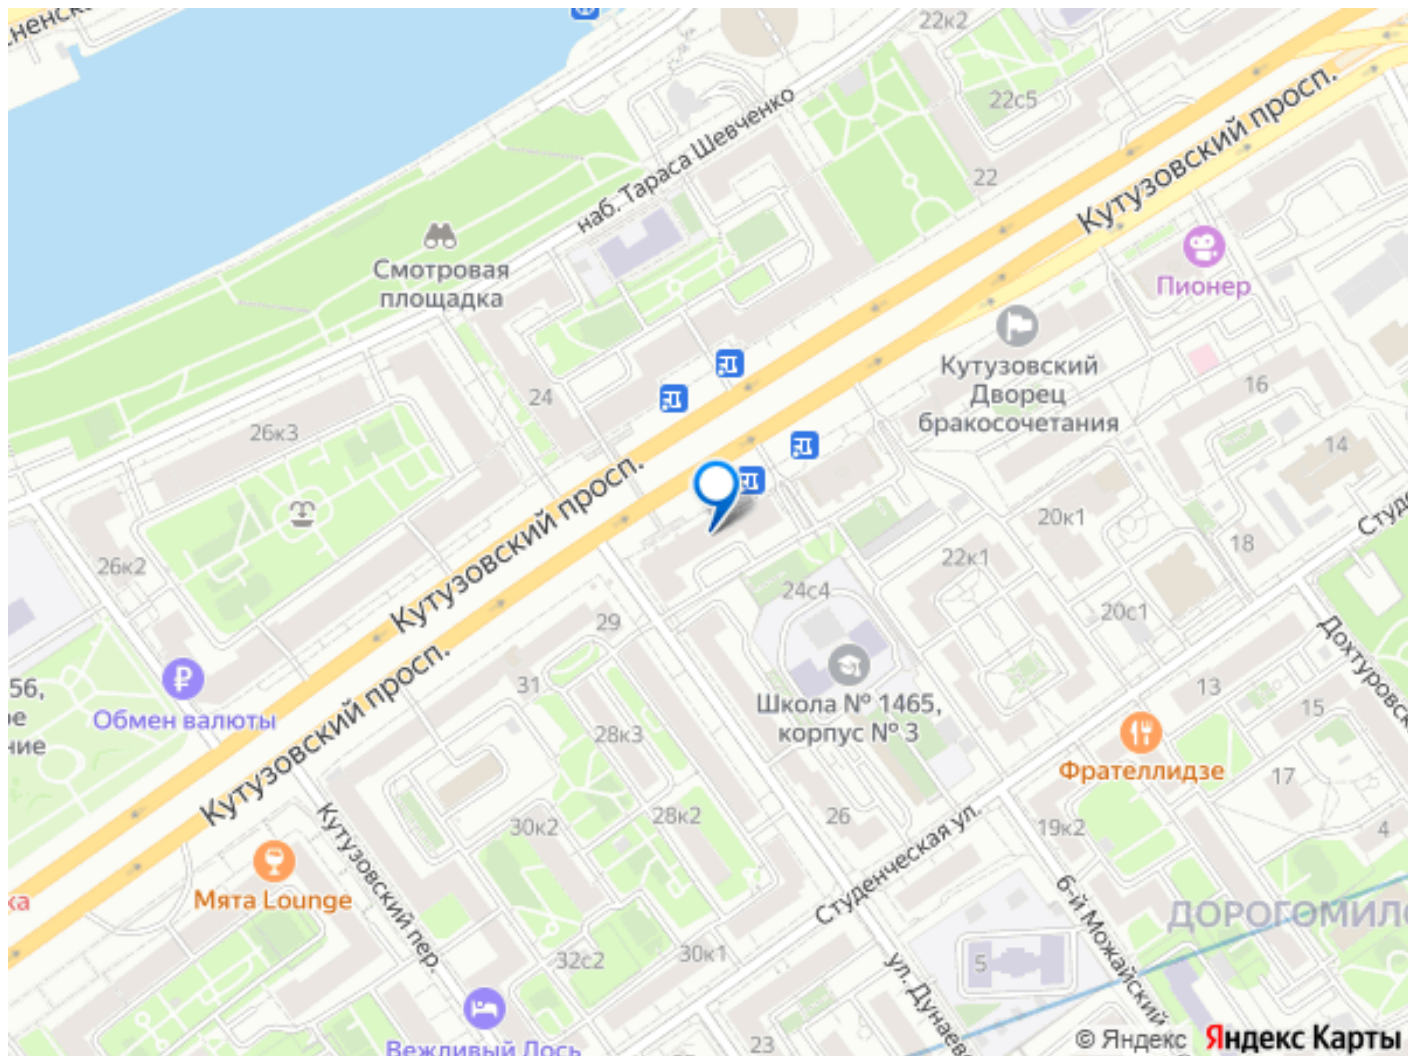 22к2
наб. Тараса Шевченко
22с5
Кутузовский просп.
22
Смотровая
площадка
Пионер
Кутузовский
Дворец
бракосочетания
16
24
26к3
14
Кутузовский просп.
20к1
18
26к2
22к1
24с4
20с1
29
31
56,
Обмен валюты
28к3
Школа № 1465,
корпус № 3
13
15
Фрателлидзе
17
Кутузовский просп.
30к2
28к2
26
19к2
4
Студенческая ул.
Мята Lounge
Кутузовский пер.
6-й Можайский
32с2
30к1
5
23
Вежливый Лось
© Яндекс Яндекс Карты